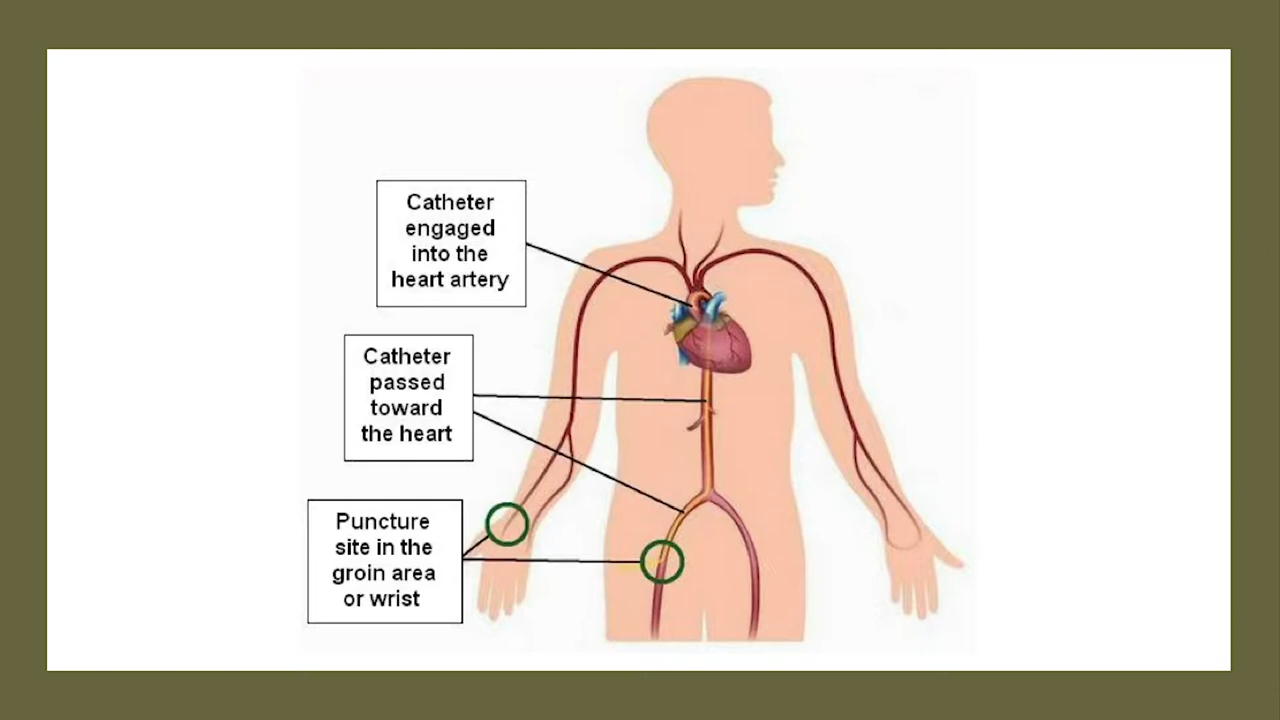 Catheter
engaged
into the
heart artery
Catheter
passed
toward
the heart
Puncture
site in the
groin area
or wrist